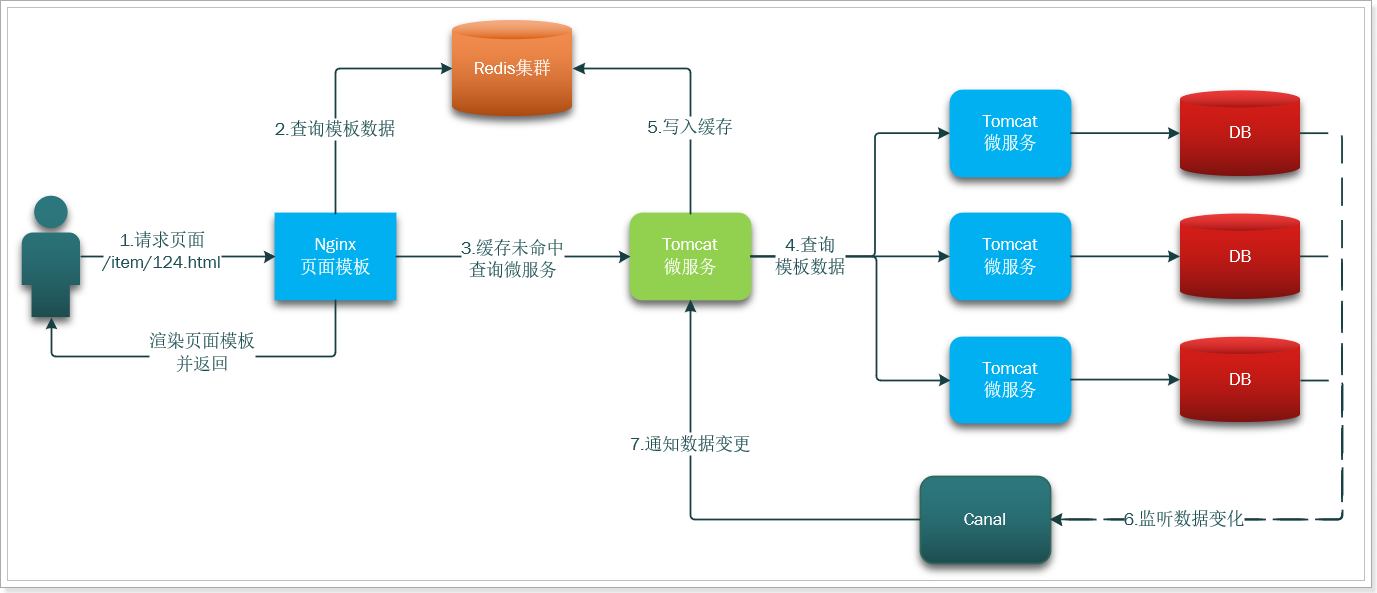 Redis集群
2.查询模板数据
5.写入缓存
Tomcat
微服务
DB
1.请求页面
/item/124.html
Nginx
页面模板
3.缓存未命中
查询微服务
Tomcat
微服务
4.查询
模板数据
Tomcat
微服务
DB
渲染页面模板
并返回
Tomcat
微服务
DB
7.通知数据变更
Canal
6.监听数据变化